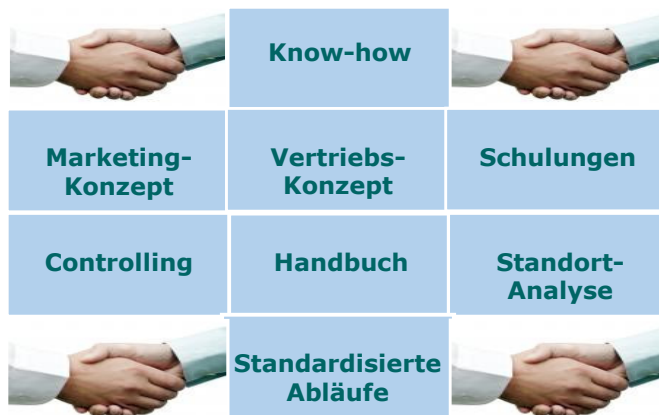 Know-how
Marketing-
Konzept
Vertriebs-
Konzept
Schulungen
Controlling
Handbuch
Standort-
Analyse
Standardisierte
Abläufe